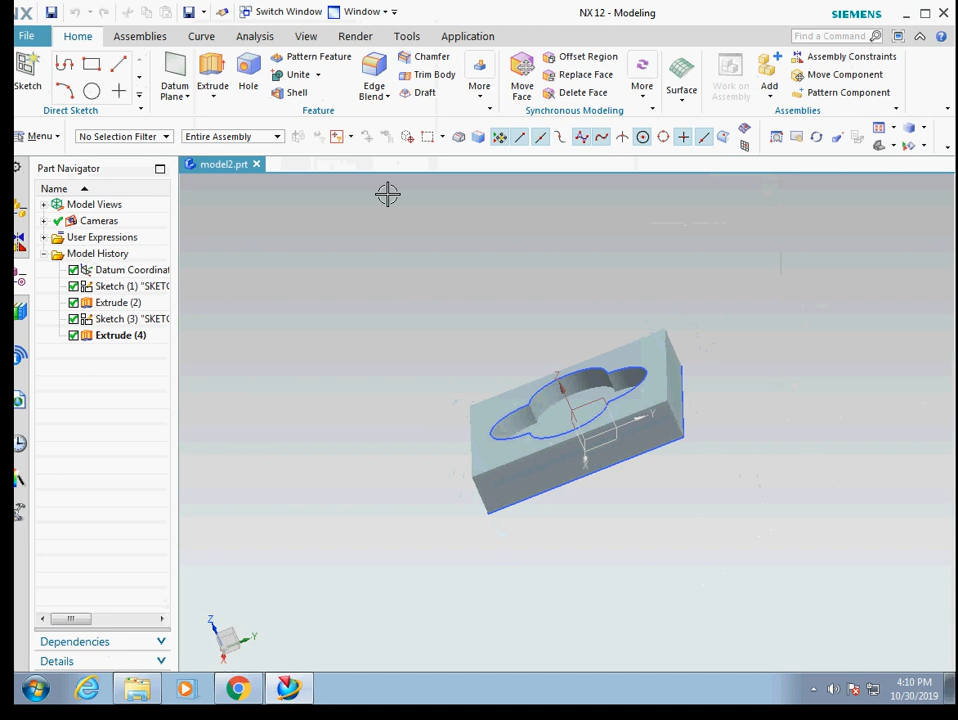 NX
Switch Window
Window
NX 12 - Modeling
SIEMENS
File
Home
Assemblies
Curve
Analysis
View
Render
Tools
Application
Find a Command
Sketch
Direct Sketch
Datum Plane
Extrude
Hole
Pattern Feature
Unite
Shell
Edge Blend
Chamfer
Trim Body
Draft
More
Feature
Move Face
Offset Region
Replace Face
Delete Face
More
Synchronous Modeling
Surface
Work on Assembly
Add
Assembly Constraints
Move Component
Pattern Component
Assemblies
Menu
No Selection Filter
Entire Assembly
Part Navigator
model2.prt
Name
Model Views
Cameras
User Expressions
Model History
Datum Coordinat
Sketch (1) "SKETC
Extrude (2)
Sketch (3) "SKETC
Extrude (4)
Z
Y
X
Z
Y
X
Dependencies
Details
4:10 PM
10/30/2019